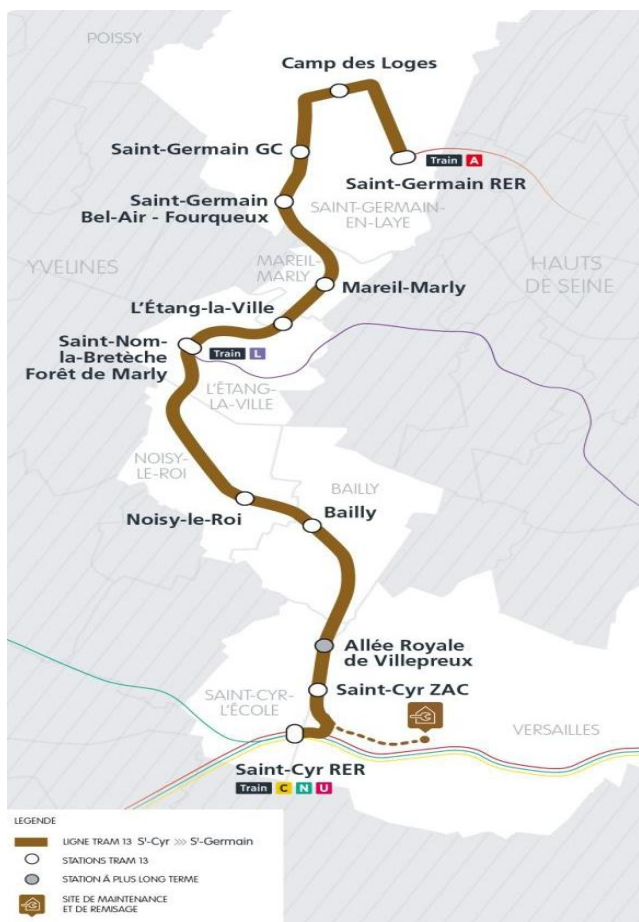 POISSY
Camp des Loges
Saint-Germain GC
Train A
Saint-Germain RER
Saint-Germain
Bel-Air - Fourqueux
SAINT-GERMAIN-
EN-LAYE
YVELINES
MAREIL-
MARLY
HAUTS
DE SEINE
Mareil-Marly
L'Étang-la-Ville
Saint-Nom-
la-Bretèche
Forêt de Marly
Train L
L'ÉTANG-
LA-VILLE
NOISY-
LE-ROI
BAILLY
Noisy-le-Roi
Bailly
Allée Royale
de Villepreux
SAINT-CYR-
L'ÉCOLE
Saint-Cyr ZAC
VERSAILLES
Saint-Cyr RER
Train C N U
LEGENDE
LIGNE TRAM 13 St-Cyr >>> St-Germain
STATIONS TRAM 13
STATION À PLUS LONG TERME
SITE DE MAINTENANCE
ET DE REMISAGE